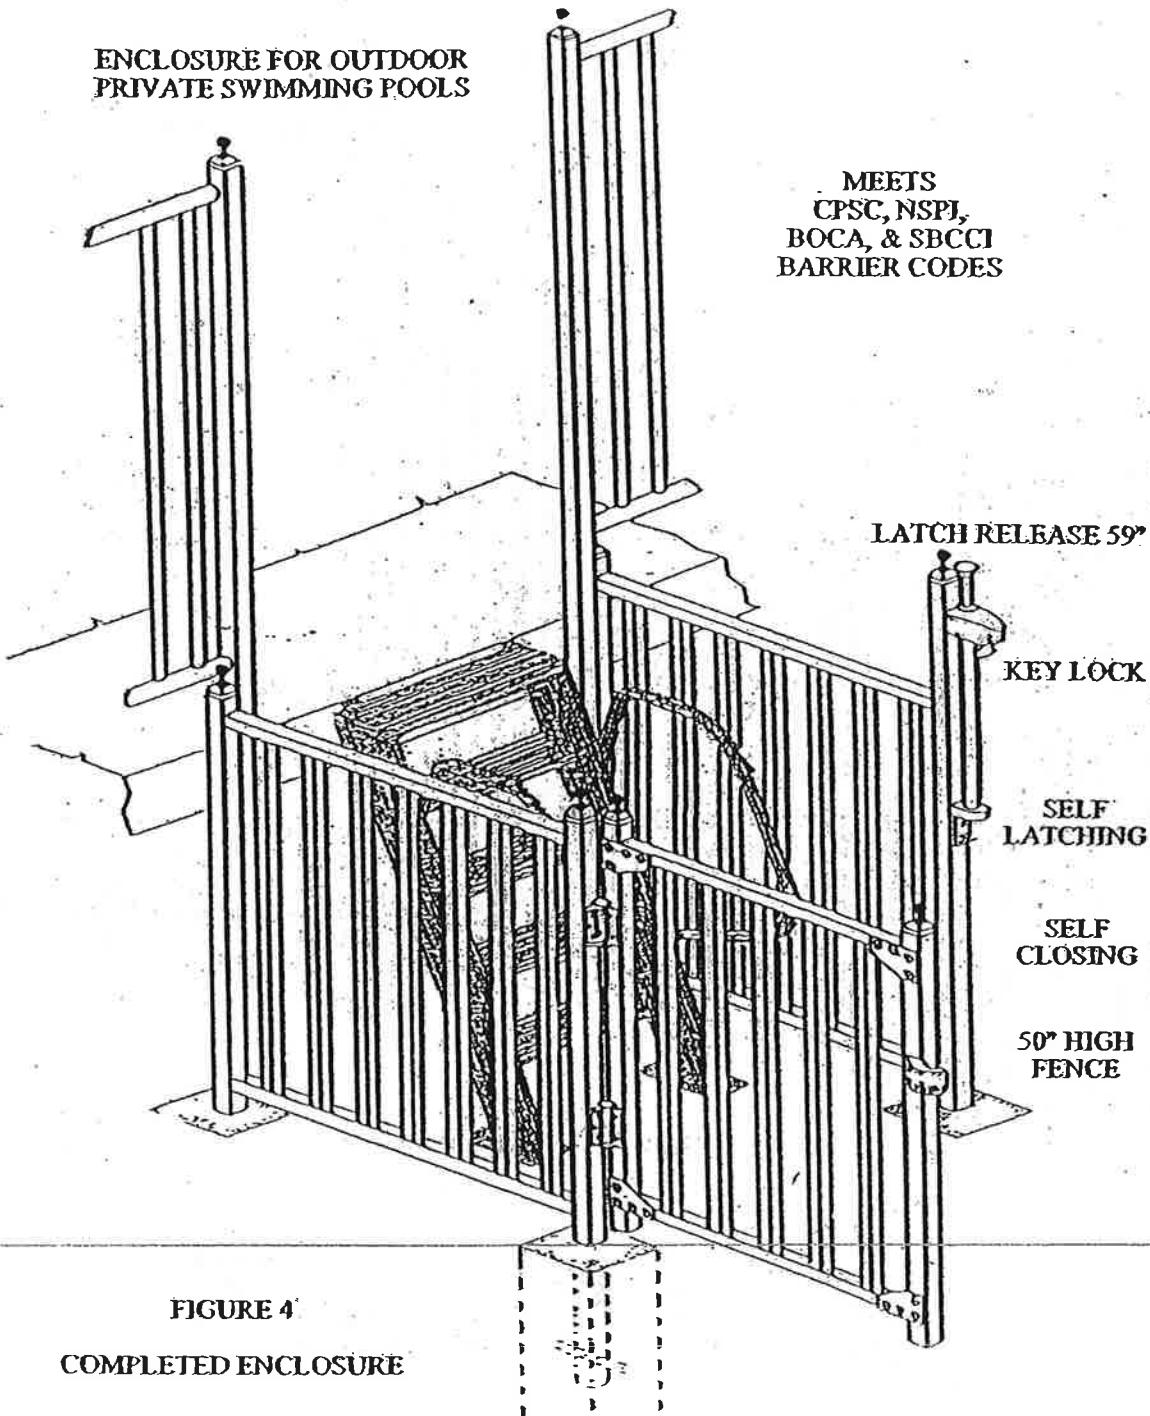 ENCLOSURE FOR OUTDOOR
PRIVATE SWIMMING POOLS
MEETS
CPSC, NSPI,
BOCA, & SBCCI
BARRIER CODES
LATCH RELEASE 59"
KEY LOCK
SELF
LATCHING
SELF
CLOSING
50" HIGH
FENCE
FIGURE 4
COMPLETED ENCLOSURE